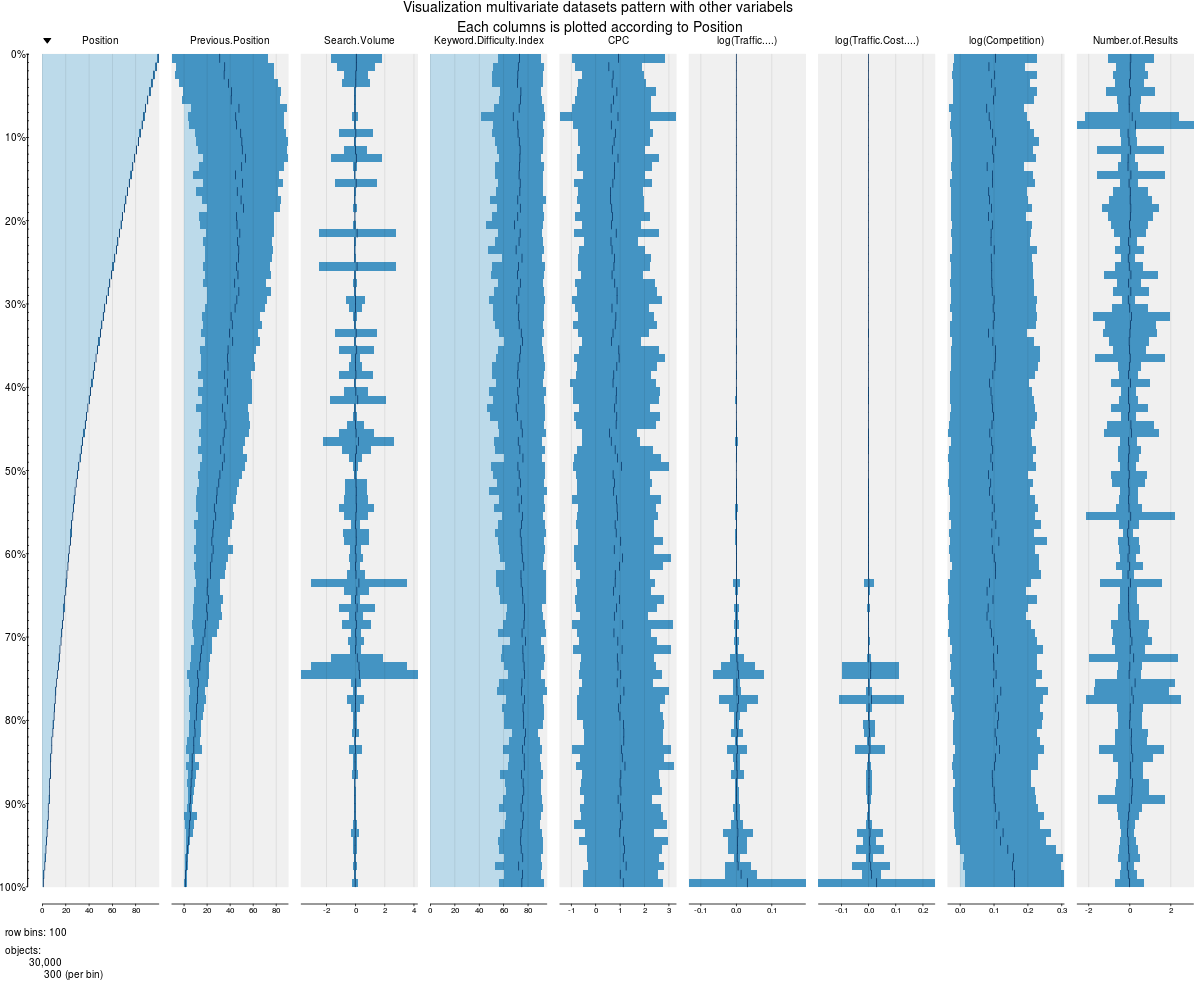 Visualization multivariate datasets pattern with other variabels
Each columns is plotted according to Position
Position Previous.Position Search.Volume Keyword.Difficulty.Index CPC log(Traffic....) log(Traffic.Cost....) log(Competition) Number.of.Results
0%
10%
20%
30%
40%
50%
60%
70%
80%
90%
100%
0 20 40 60 80 0 20 40 60 80 -2 0 2 4 0 20 40 60 80 -1 0 1 2 3 -0.1 0.0 0.1 -0.1 0.0 0.1 0.2 0.0 0.1 0.2 0.3 -2 0 2
row bins: 100
objects:
30,000
300 (per bin)